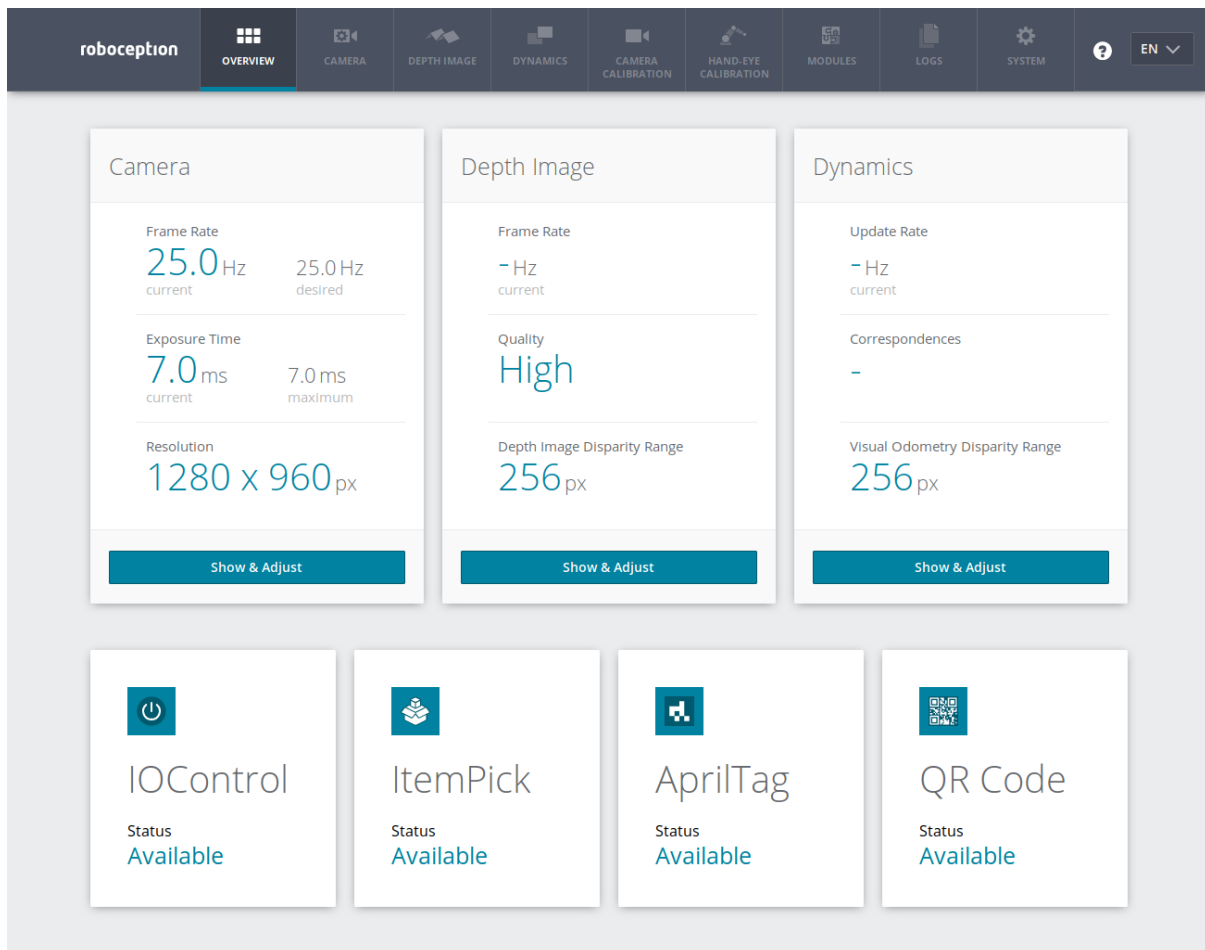 roboception
OVERVIEW
CAMERA
DEPTH IMAGE
DYNAMICS
CAMERA
CALIBRATION
HAND-EYE
CALIBRATION
MODULES
LOGS
SYSTEM
?
EN
Camera
Frame Rate
25.0 Hz 25.0 Hz
current desired
Exposure Time
7.0 ms 7.0 ms
current maximum
Resolution
1280 x 960 px
Show & Adjust
Depth Image
Frame Rate
- Hz
current
Quality
High
Depth Image Disparity Range
256 px
Show & Adjust
Dynamics
Update Rate
- Hz
current
Correspondences
-
Visual Odometry Disparity Range
256 px
Show & Adjust
IOControl
Status
Available
ItemPick
Status
Available
AprilTag
Status
Available
QR Code
Status
Available